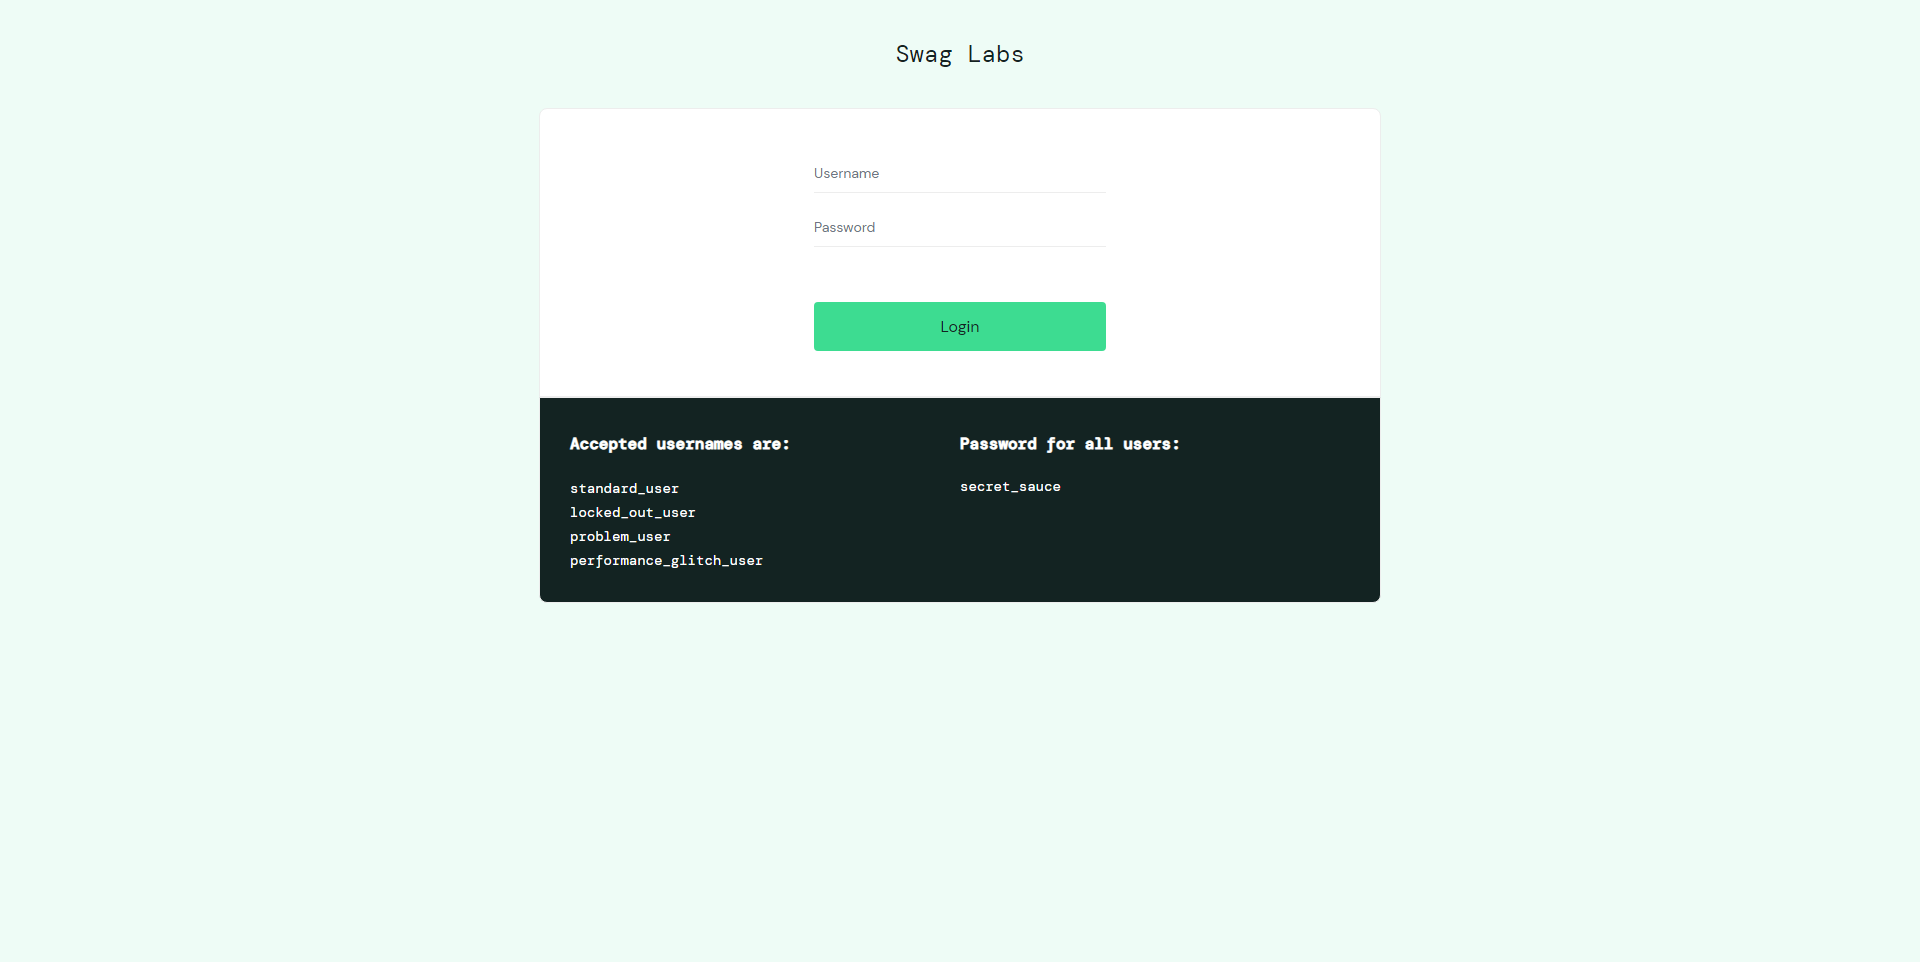 Swag Labs
Username
Password
Login
Accepted usernames are:
standard_user
locked_out_user
problem_user
performance_glitch_user
Password for all users:
secret_sauce